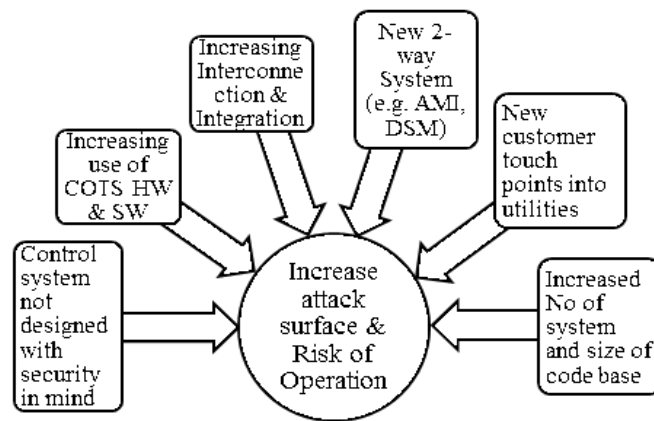 Increasing
Interconne
ction &
Integration
New 2-
way
System
(e.g. AMI,
DSM)
New
customer
touch
points into
utilities
Increasing
use of
COTS HW
& SW
Control
system
not
designed
with
security
in mind
Increase
attack
surface &
Risk of
Operation
Increased
No of
system
and size of
code base